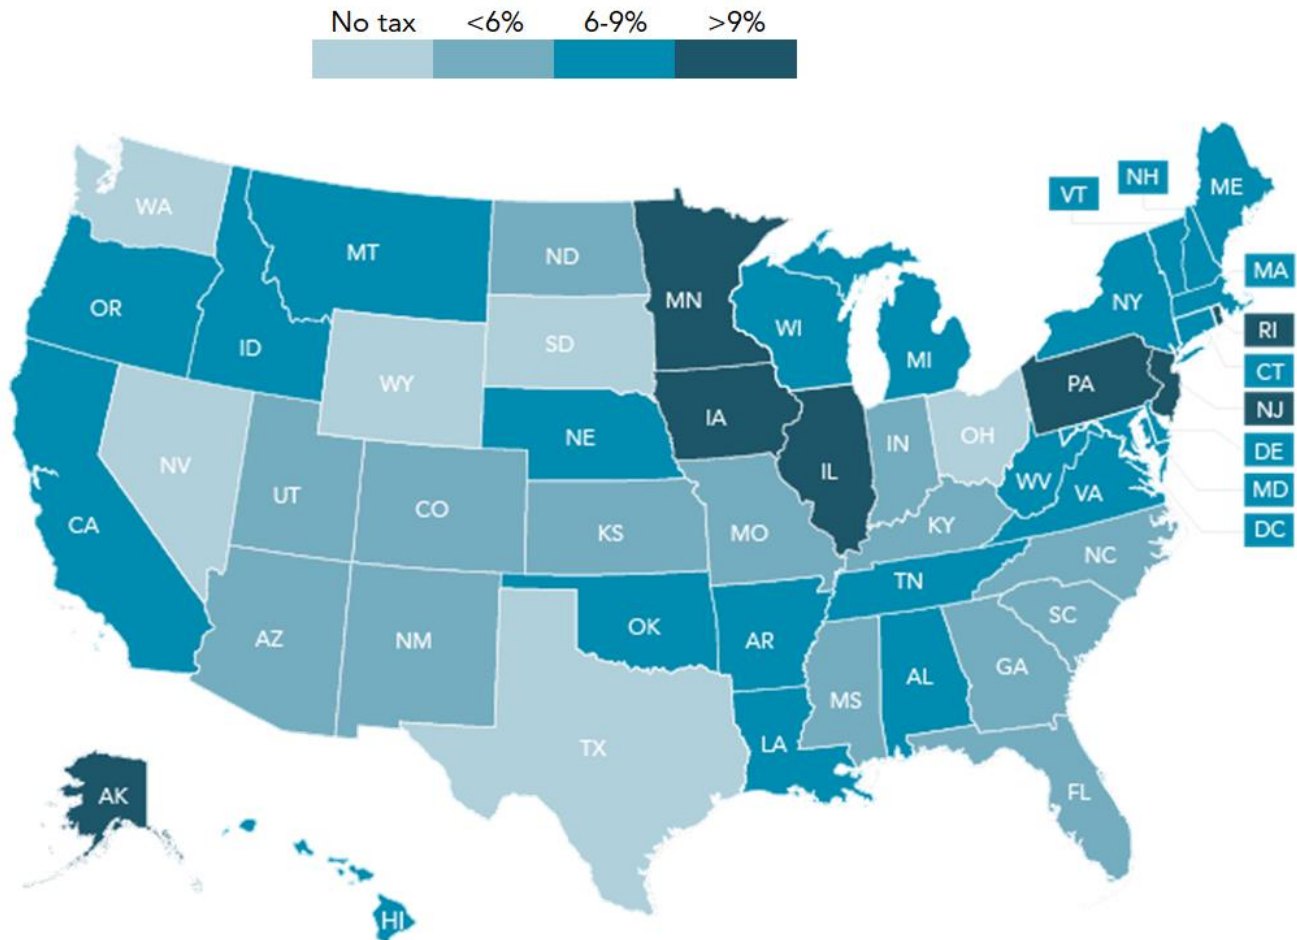 No tax <6% 6-9% >9%
NH
VT
ME
WA
MT
ND
MA
MN
NY
OR
WI
RI
SD
ID
MI
CT
WY
PA
NJ
IA
NE
OH
IN
DE
NV
IL
WV
MD
UT
VA
CO
CA
KY
DC
KS
MO
NC
TN
SC
OK
AZ
NM
AR
GA
AL
MS
LA
TX
FL
AK
HI